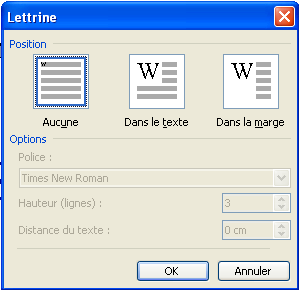 Lettrine
Position
W W W
Aucune Dans le texte Dans la marge
Options
Police :
Times New Roman
Hauteur (lignes) : 3
Distance du texte : 0 cm
OK Annuler